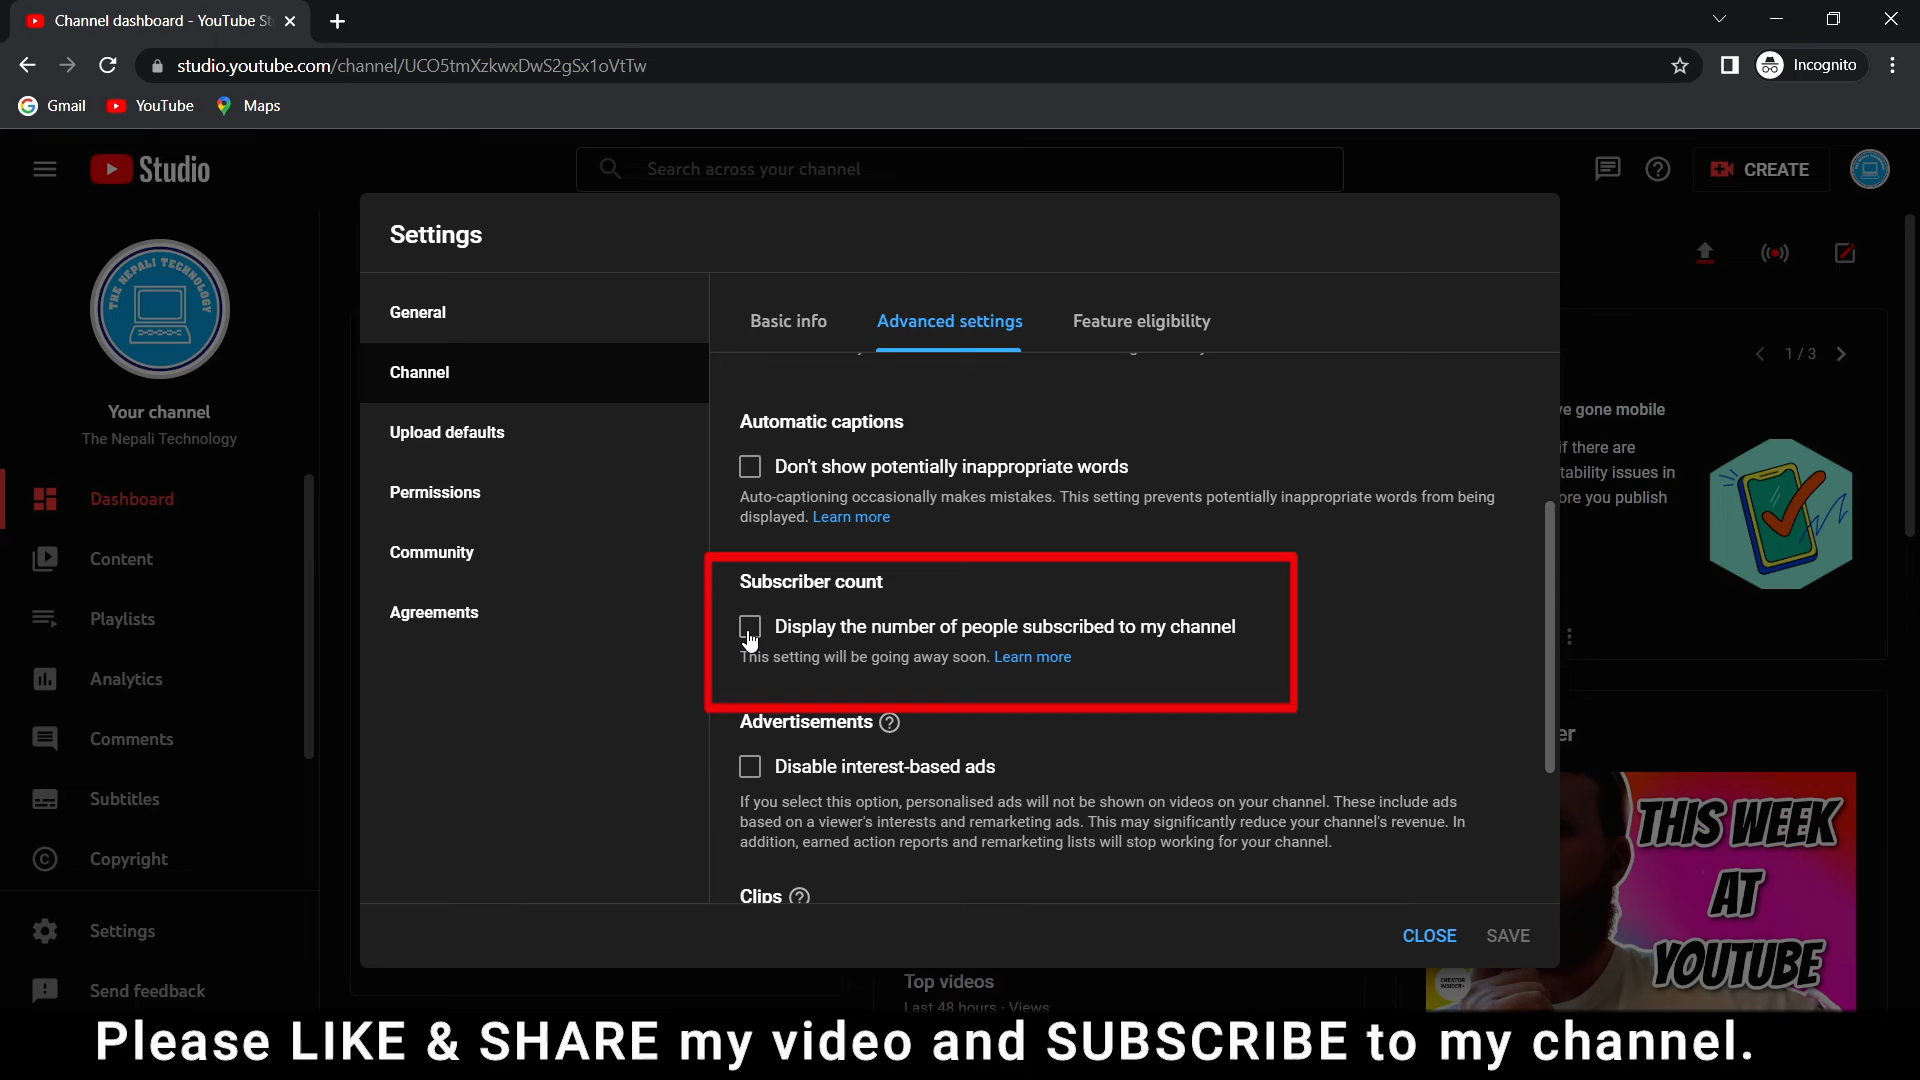 Channel dashboard - YouTube St
studio.youtube.com/channel/UCO5tmXzkwxDwS2gSx1oVtTw
Incognito
Gmail
YouTube
Maps
Studio
Search across your channel
CREATE
THE NEPALI TECHNOLOGY
Your channel
The Nepali Technology
Dashboard
Content
Playlists
Analytics
Comments
Subtitles
Copyright
Settings
Send feedback
Settings
General
Channel
Upload defaults
Permissions
Community
Agreements
Basic info
Advanced settings
Feature eligibility
Automatic captions
Don't show potentially inappropriate words
Auto-captioning occasionally makes mistakes. This setting prevents potentially inappropriate words from being
displayed. Learn more
Subscriber count
Display the number of people subscribed to my channel
This setting will be going away soon. Learn more
Advertisements
Disable interest-based ads
If you select this option, personalised ads will not be shown on videos on your channel. These include ads
based on a viewer's interests and remarketing ads. This may significantly reduce your channel's revenue. In
addition, earned action reports and remarketing lists will stop working for your channel.
Clips
CLOSE
SAVE
1 / 3
ve gone mobile
if there are
tability issues in
ore you publish
er
THIS WEEK
AT
YOUTUBE
CREATOR
INSIDER
Top videos
Last 48 hours · Views
Please LIKE & SHARE my video and SUBSCRIBE to my channel.